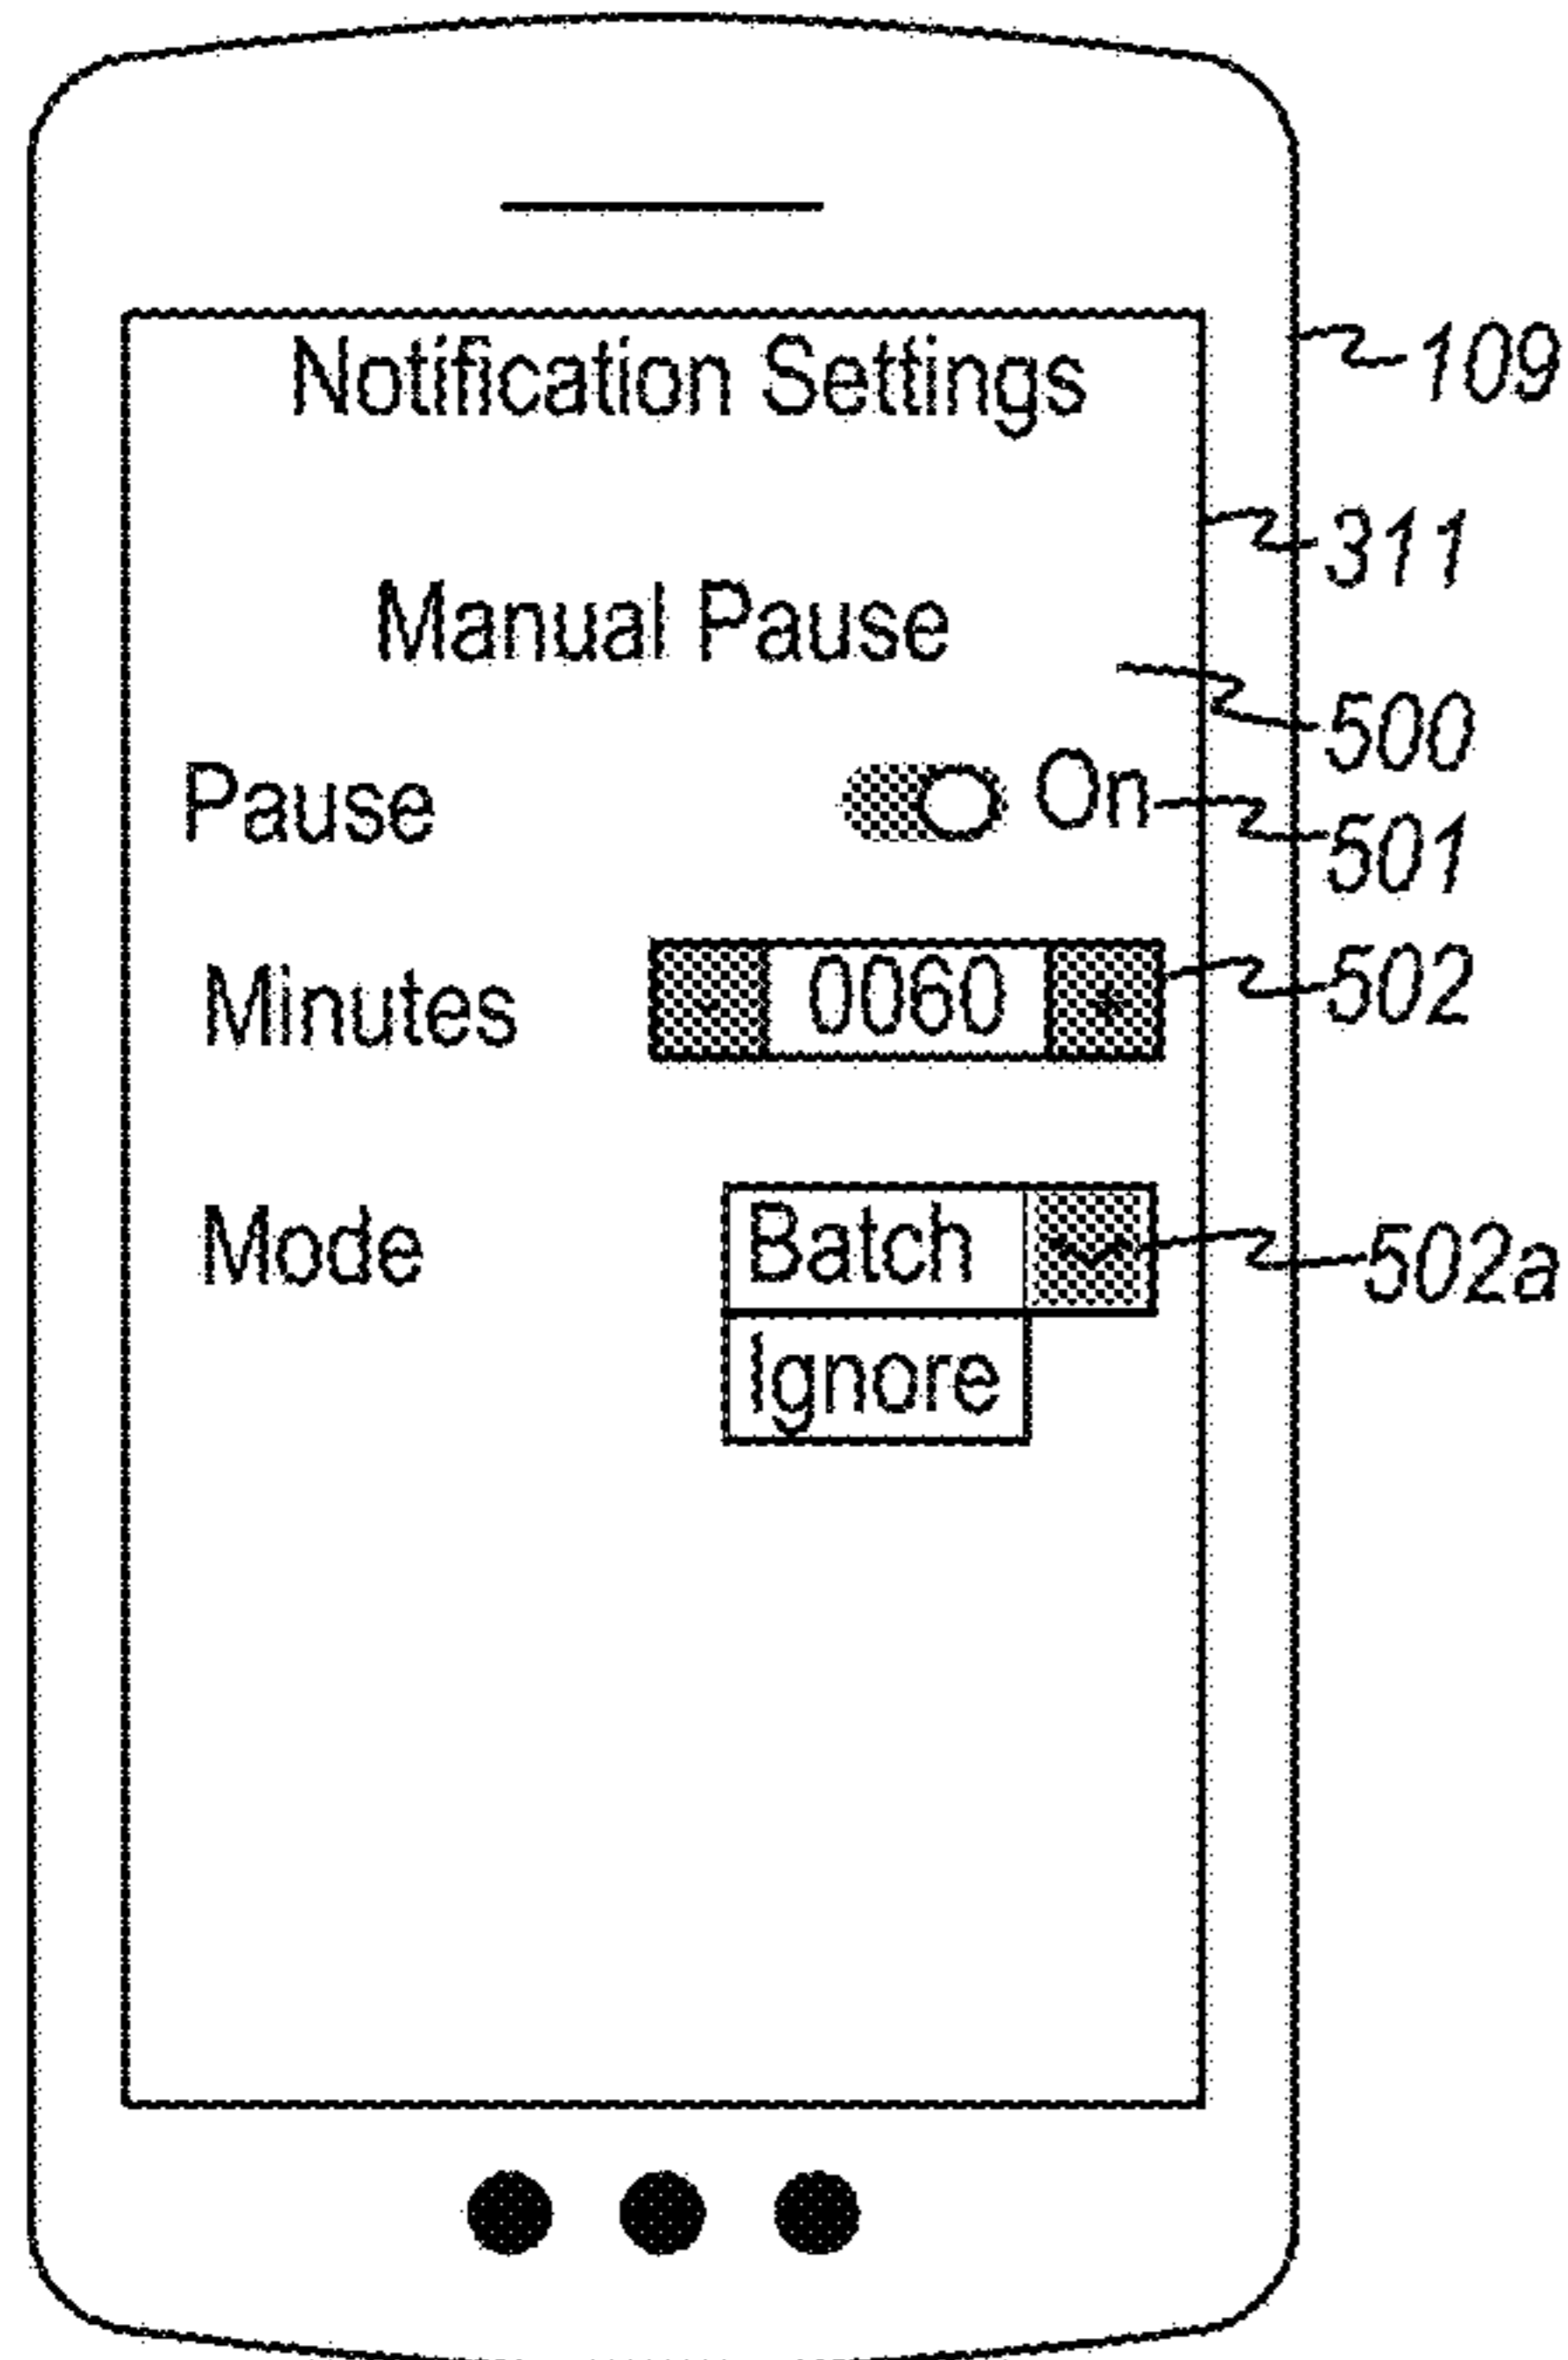 Notification Settings
109
311
Manual Pause
500
Pause On
501
Minutes - 0060 +
502
Mode Batch
502a
Ignore